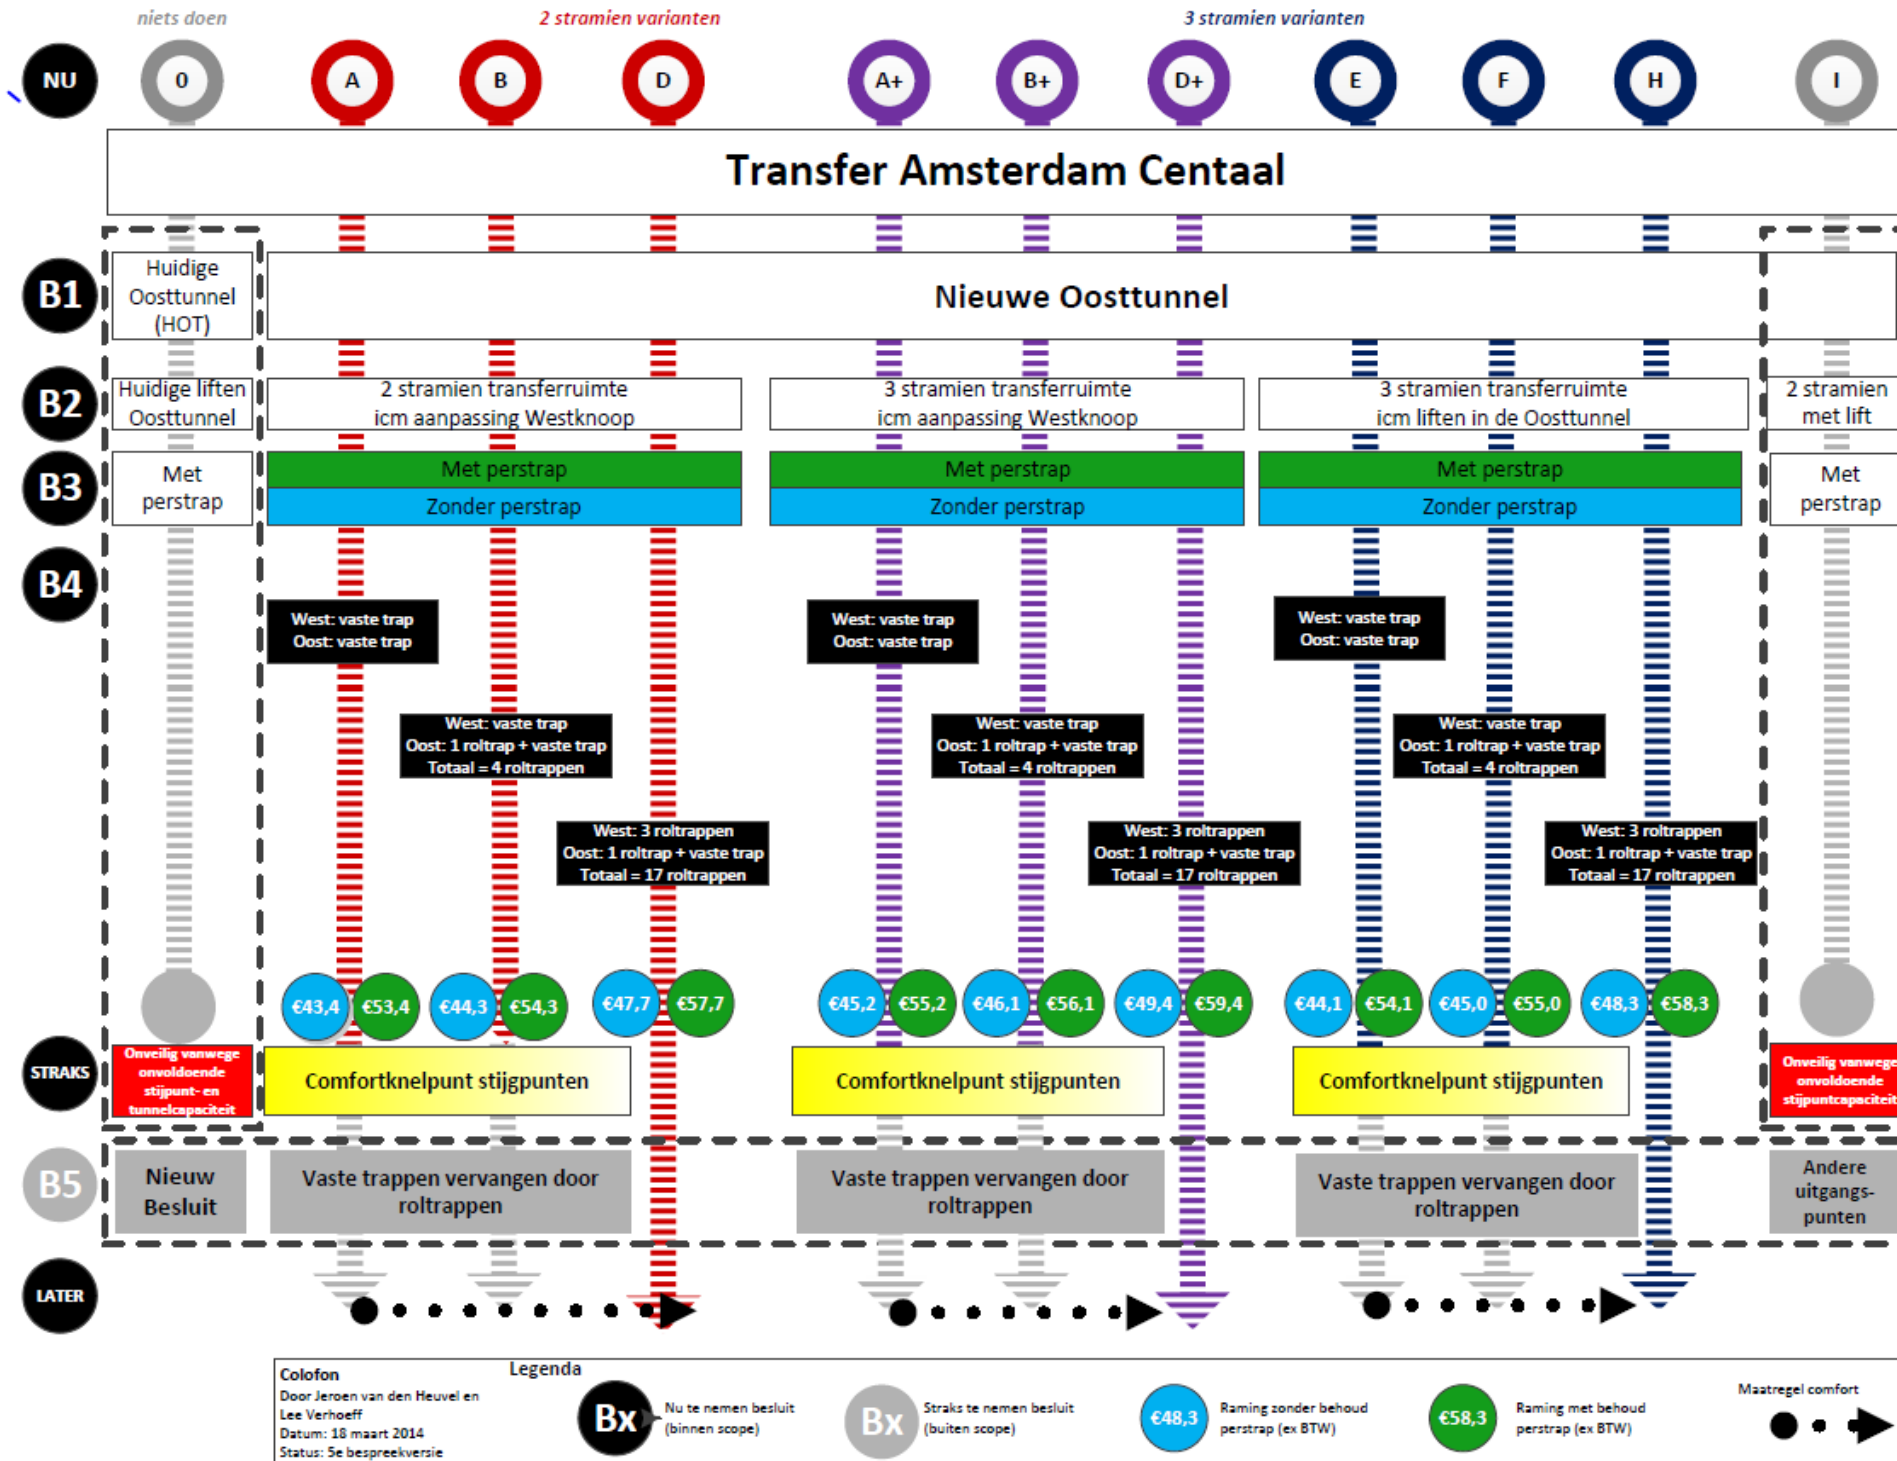 niets doen
2 stramien varianten
3 stramien varianten
NU
0
A
B
D
A+
B+
D+
E
F
H
I
Transfer Amsterdam Centaal
B1
Huidige
Oosttunnel
(HOT)
Nieuwe Oosttunnel
B2
Huidige liften
Oosttunnel
2 stramien transferruimte
icm aanpassing Westknoop
3 stramien transferruimte
icm aanpassing Westknoop
3 stramien transferruimte
icm liften in de Oosttunnel
2 stramien
met lift
B3
Met
perstrap
Met perstrap
Zonder perstrap
Met perstrap
Zonder perstrap
Met perstrap
Zonder perstrap
Met
perstrap
B4
West: vaste trap
Oost: vaste trap
West: vaste trap
Oost: vaste trap
West: vaste trap
Oost: vaste trap
West: vaste trap
Oost: 1 roltrap + vaste trap
Totaal = 4 roltrappen
West: vaste trap
Oost: 1 roltrap + vaste trap
Totaal = 4 roltrappen
West: vaste trap
Oost: 1 roltrap + vaste trap
Totaal = 4 roltrappen
West: 3 roltrappen
Oost: 1 roltrap + vaste trap
Totaal = 17 roltrappen
West: 3 roltrappen
Oost: 1 roltrap + vaste trap
Totaal = 17 roltrappen
West: 3 roltrappen
Oost: 1 roltrap + vaste trap
Totaal = 17 roltrappen
€43,4
€53,4
€44,3
€54,3
€47,7
€57,7
€45,2
€55,2
€46,1
€56,1
€49,4
€59,4
€44,1
€54,1
€45,0
€55,0
€48,3
€58,3
STRAKS
Onveilig vanwege
onvoldoende
stijpunt- en
tunnelcapaciteit
Comfortknelpunt stijgpunten
Comfortknelpunt stijgpunten
Comfortknelpunt stijgpunten
Onveilig vanwege
onvoldoende
stijpuntcapaciteit
B5
Nieuw
Besluit
Vaste trappen vervangen door
roltrappen
Vaste trappen vervangen door
roltrappen
Vaste trappen vervangen door
roltrappen
Andere
uitgangs-
punten
LATER
Colofon
Door Jeroen van den Heuvel en
Lee Verhoeff
Datum: 18 maart 2014
Status: 5e bespreekversie
Legenda
Bx
Nu te nemen besluit
(binnen scope)
Bx
Straks te nemen besluit
(buiten scope)
€48,3
Raming zonder behoud
perstrap (ex BTW)
€58,3
Raming met behoud
perstrap (ex BTW)
Maatregel comfort